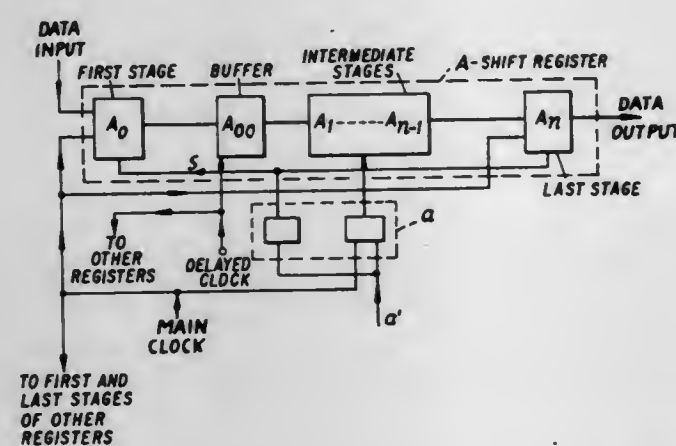 DATA
INPUT
FIRST STAGE
BUFFER
INTERMEDIATE
STAGES
A-SHIFT REGISTER
A0
A00
A1 ------ An-1
An
DATA
OUTPUT
S
LAST STAGE
a
TO
OTHER
REGISTERS
DELAYED
CLOCK
MAIN
CLOCK
a'
TO FIRST AND
LAST STAGES
OF OTHER
REGISTERS